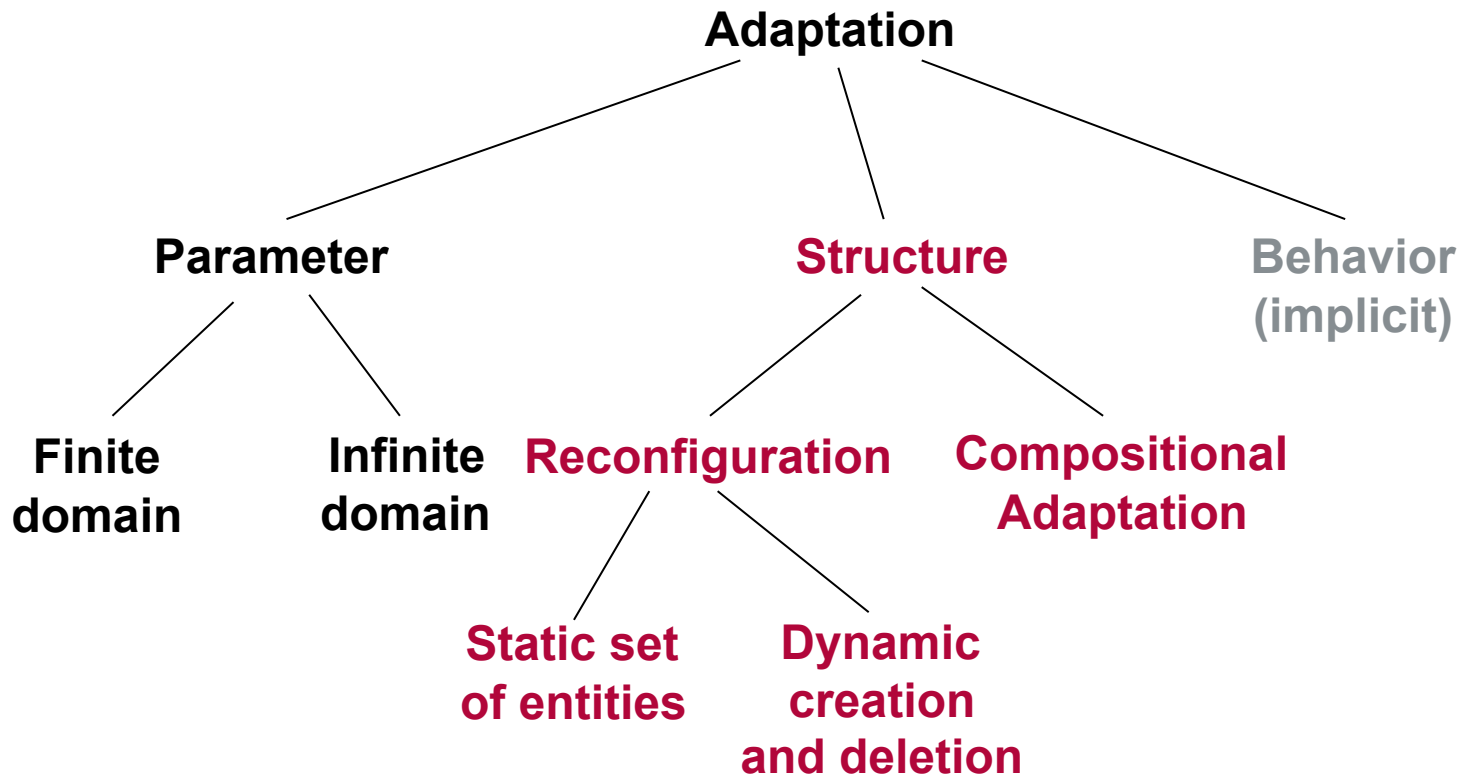 Adaptation
Parameter
Structure
Behavior
(implicit)
Finite
domain
Infinite
domain
Reconfiguration
Compositional
Adaptation
Static set
of entities
Dynamic
creation
and deletion